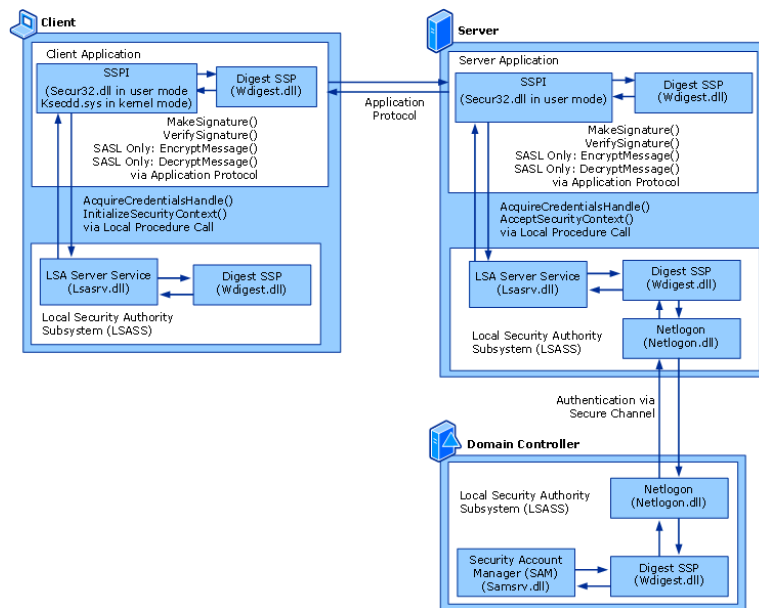 Client
Client Application
SSPI
(Secur32.dll in user mode
Ksecdd.sys in kernel mode)
Digest SSP
(Wdigest.dll)
MakeSignature()
VerifySignature()
SASL Only: EncryptMessage()
SASL Only: DecryptMessage()
via Application Protocol
AcquireCredentialsHandle()
InitializeSecurityContext()
via Local Procedure Call
LSA Server Service
(Lsasrv.dll)
Digest SSP
(Wdigest.dll)
Local Security Authority
Subsystem (LSASS)
Application
Protocol
Server
Server Application
SSPI
(Secur32.dll in user mode)
Digest SSP
(Wdigest.dll)
MakeSignature()
VerifySignature()
SASL Only: EncryptMessage()
SASL Only: DecryptMessage()
via Application Protocol
AcquireCredentialsHandle()
AcceptSecurityContext()
via Local Procedure Call
LSA Server Service
(Lsasrv.dll)
Digest SSP
(Wdigest.dll)
Local Security Authority
Subsystem (LSASS)
Netlogon
(Netlogon.dll)
Authentication via
Secure Channel
Domain Controller
Local Security Authority
Subsystem (LSASS)
Netlogon
(Netlogon.dll)
Security Account
Manager (SAM)
(Samsrv.dll)
Digest SSP
(Wdigest.dll)